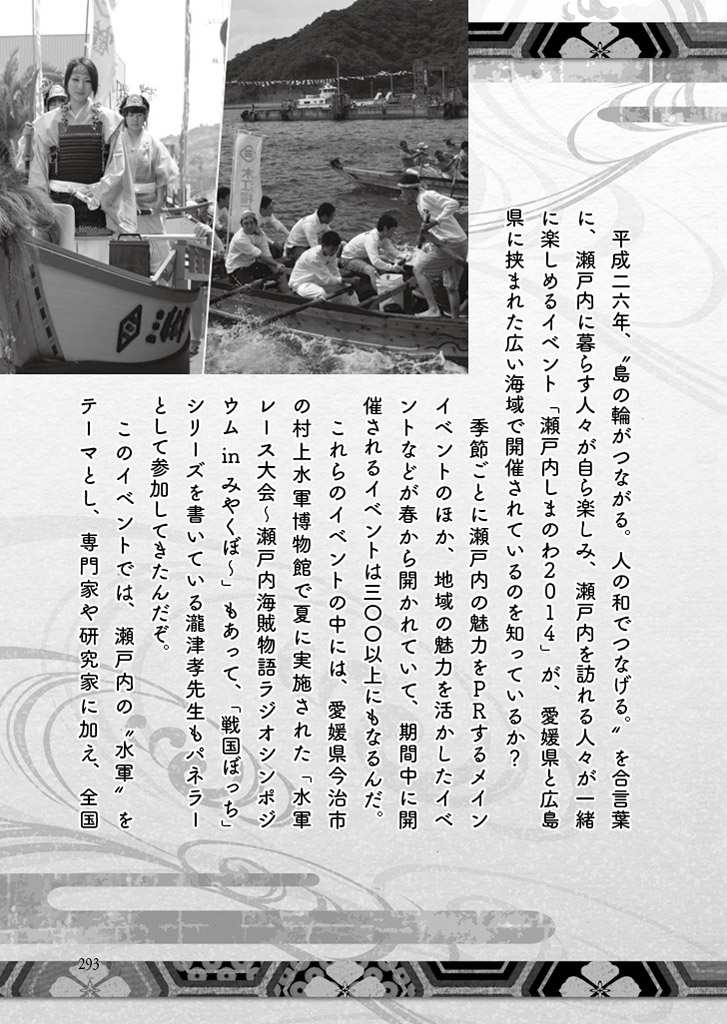 平成二六年、〝島の輪がつながる。人の和でつなげる。〟を合言葉
に、瀬戸内に暮らす人々が自ら楽しみ、瀬戸内を訪れる人々が一緒
に楽しめるイベント「瀬戸内しまのわ2014」が、愛媛県と広島
県に挟まれた広い海域で開催されているのを知っているか？
季節ごとに瀬戸内の魅力をPRするメイン
イベントのほか、地域の魅力を活かしたイベ
ントなどが春から開かれていて、期間中に開
催されるイベントは三〇〇以上にもなるんだ。
これらのイベントの中には、愛媛県今治市
の村上水軍博物館で夏に実施された「水軍
レース大会～瀬戸内海賊物語ラジオシンポジ
ウム in みやくぼ～」もあって、「戦国ぼっち」
シリーズを書いている瀧津孝先生もパネラー
として参加してきたんだぞ。
このイベントでは、瀬戸内の〝水軍〟を
テーマとし、専門家や研究家に加え、全国
293